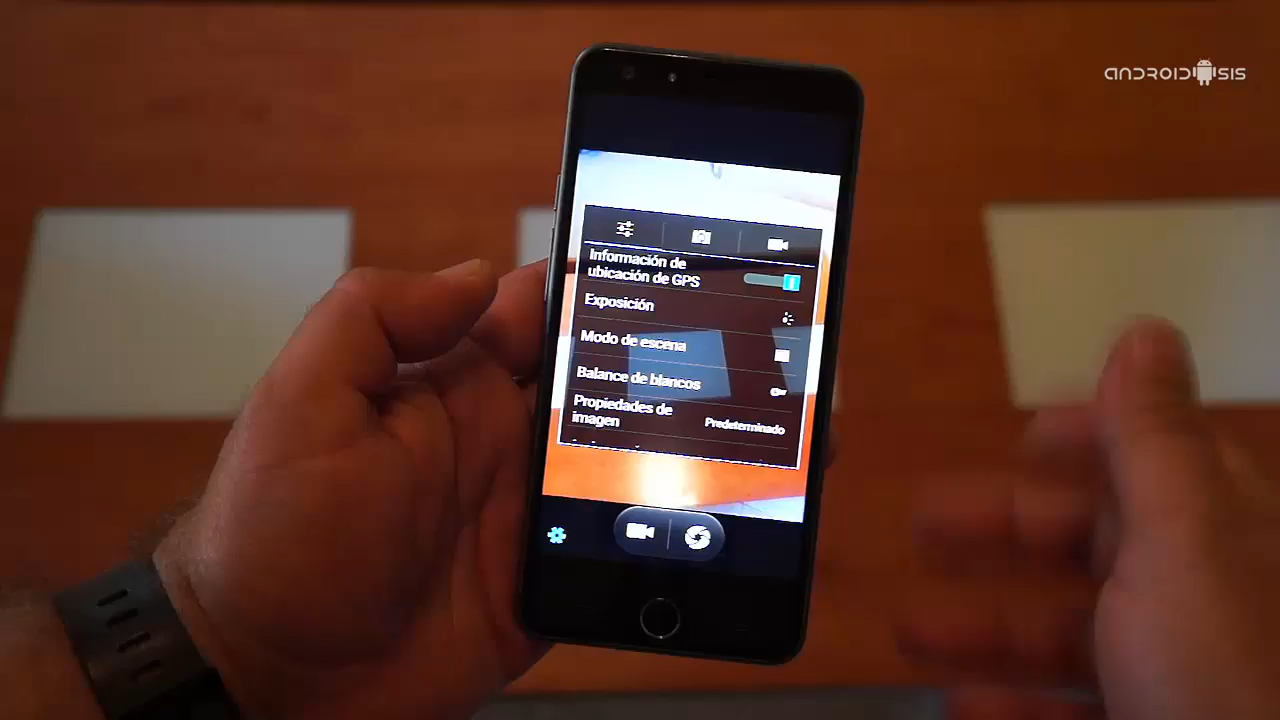 ANDROIDSIS
Información de
ubicación de GPS
Exposición
Modo de escena
Balance de blancos
Propiedades de
imagen
Predeterminado